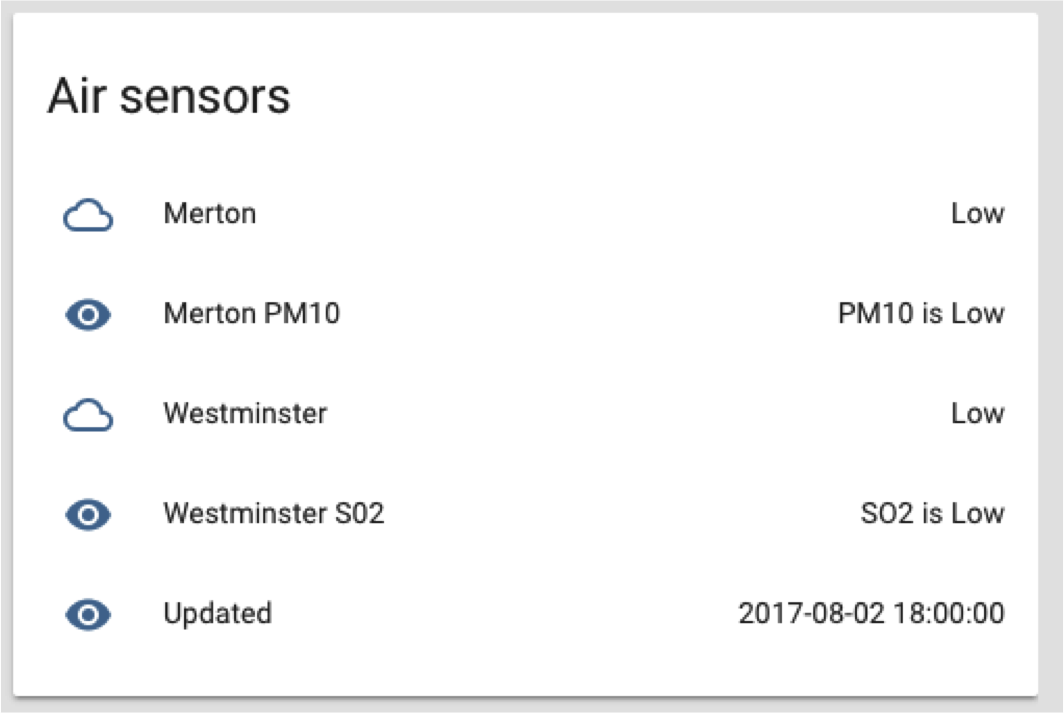 Air sensors
Merton Low
Merton PM10 PM10 is Low
Westminster Low
Westminster S02 SO2 is Low
Updated 2017-08-02 18:00:00